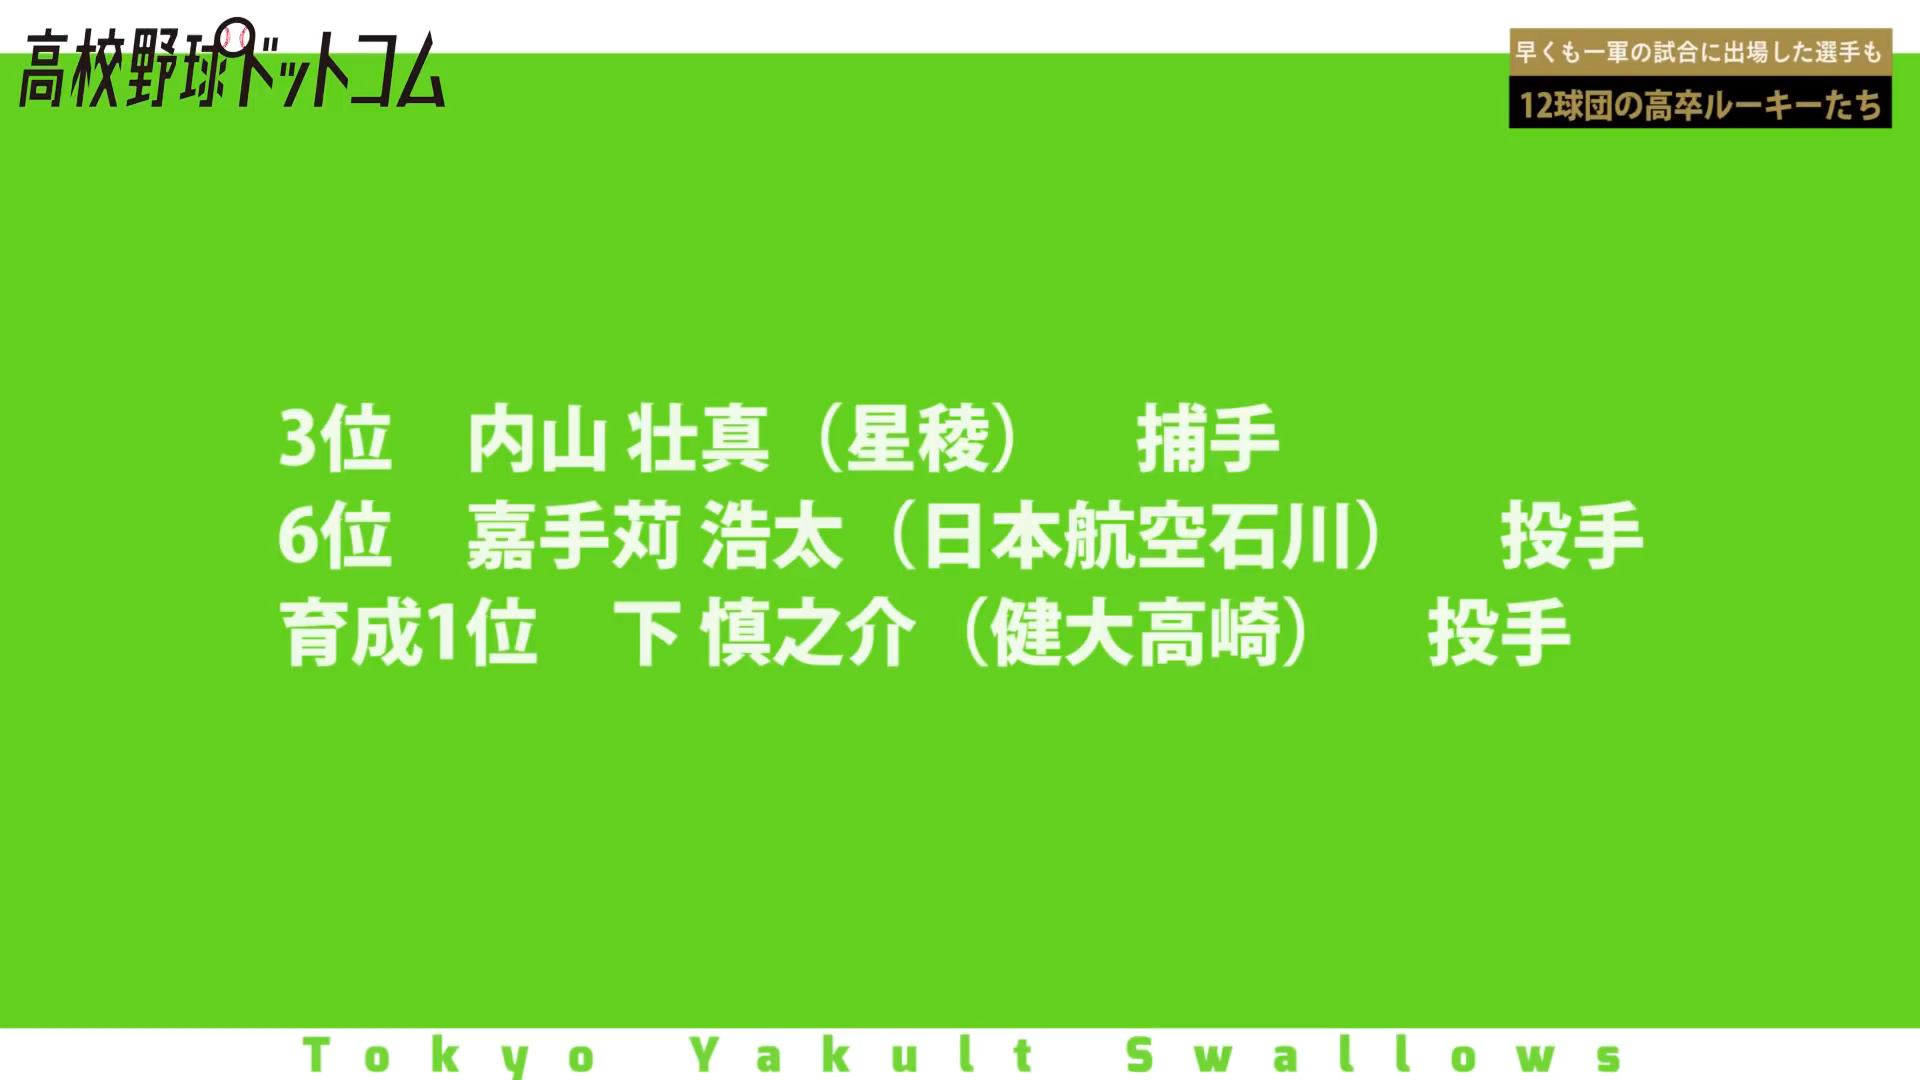 高校野球ドットコム
早くも一軍の試合に出場した選手も
12球団の高卒ルーキーたち
3位　内山 壮真（星稜）　捕手
6位　嘉手苅 浩太（日本航空石川）　投手
育成1位　下 慎之介（健大高崎）　投手
Tokyo Yakult Swallows